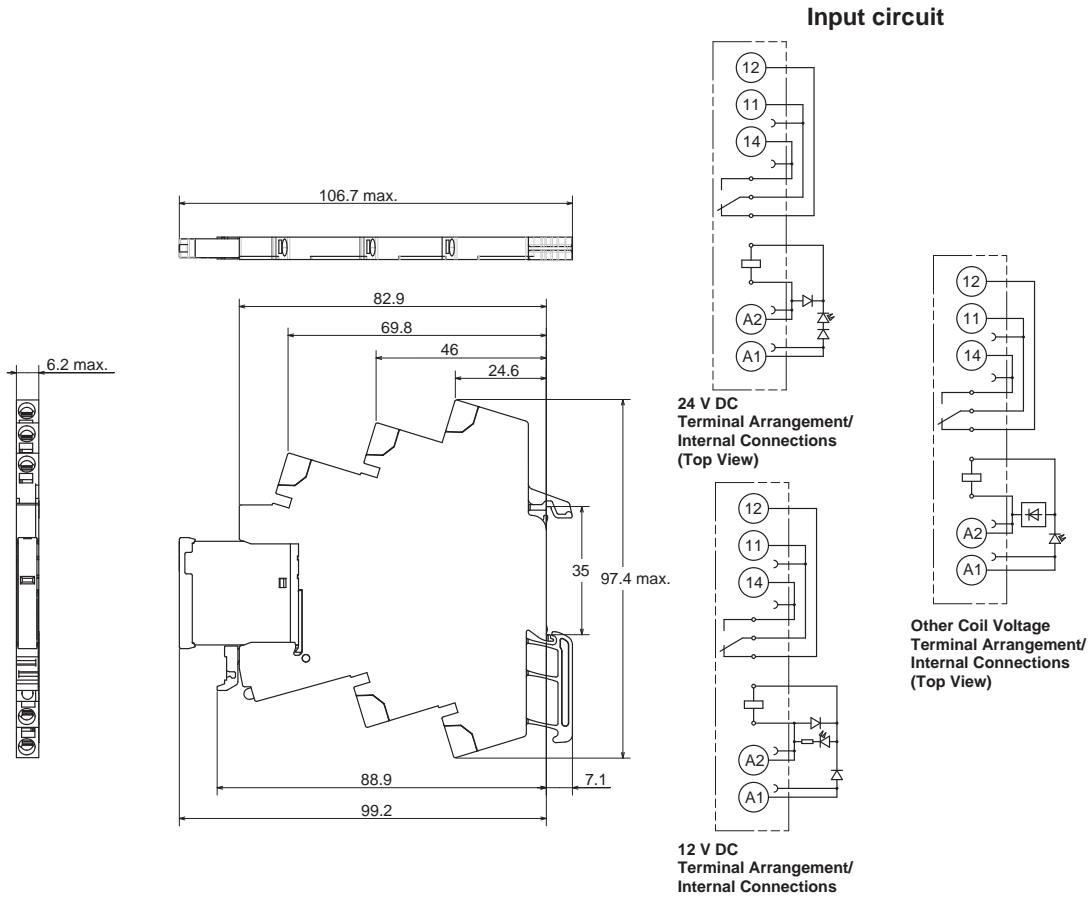 Input circuit
106.7 max.
82.9
69.8
46
24.6
6.2 max.
35
97.4 max.
88.9
7.1
99.2
12
11
14
A2
A1
24 V DC
Terminal Arrangement/
Internal Connections
(Top View)
12
11
14
A2
A1
12 V DC
Terminal Arrangement/
Internal Connections
12
11
14
A2
A1
Other Coil Voltage
Terminal Arrangement/
Internal Connections
(Top View)